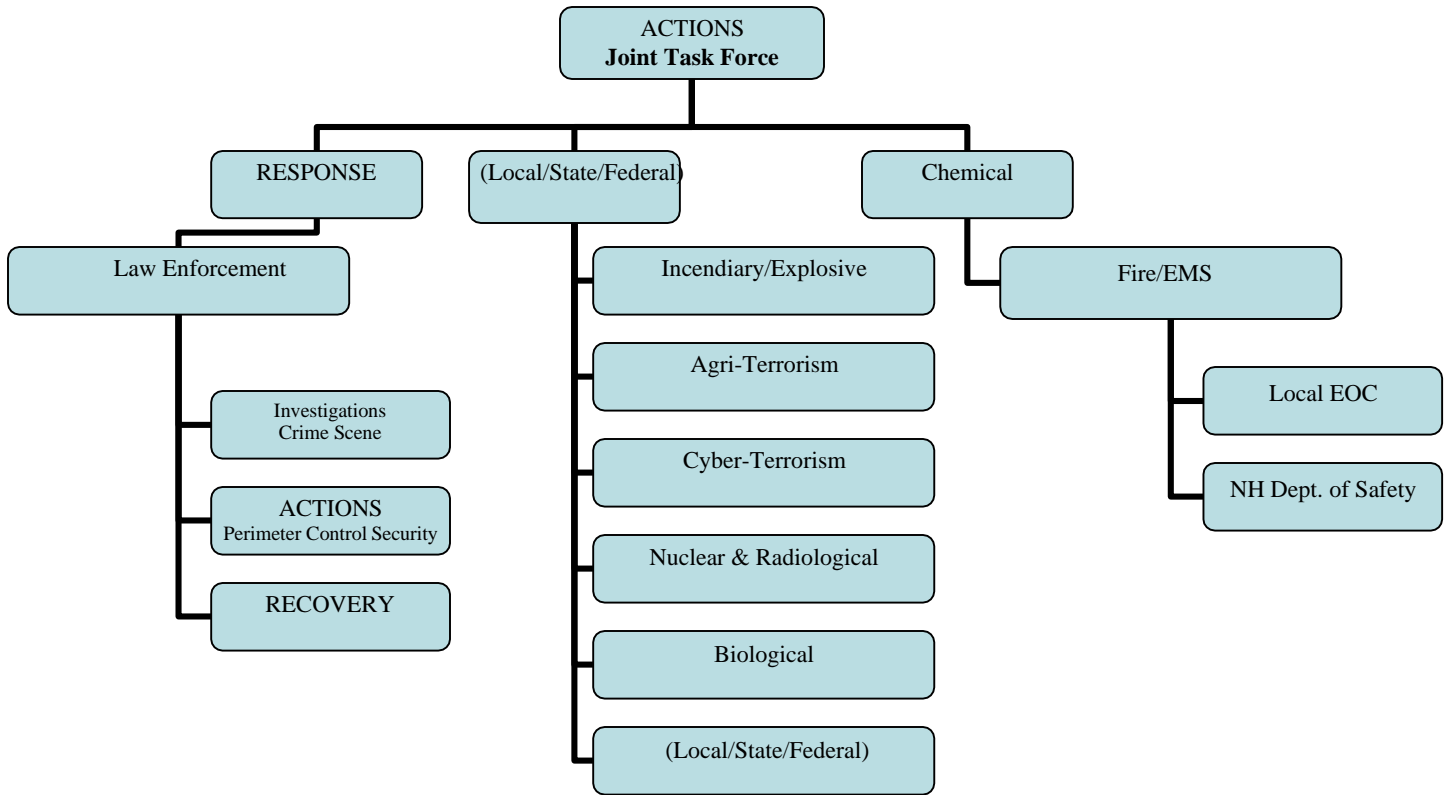 ACTIONS
Joint Task Force
RESPONSE
(Local/State/Federal)
Chemical
Law Enforcement
Incendiary/Explosive
Fire/EMS
Agri-Terrorism
Local EOC
Investigations
Crime Scene
Cyber-Terrorism
NH Dept. of Safety
ACTIONS
Perimeter Control Security
Nuclear & Radiological
RECOVERY
Biological
(Local/State/Federal)